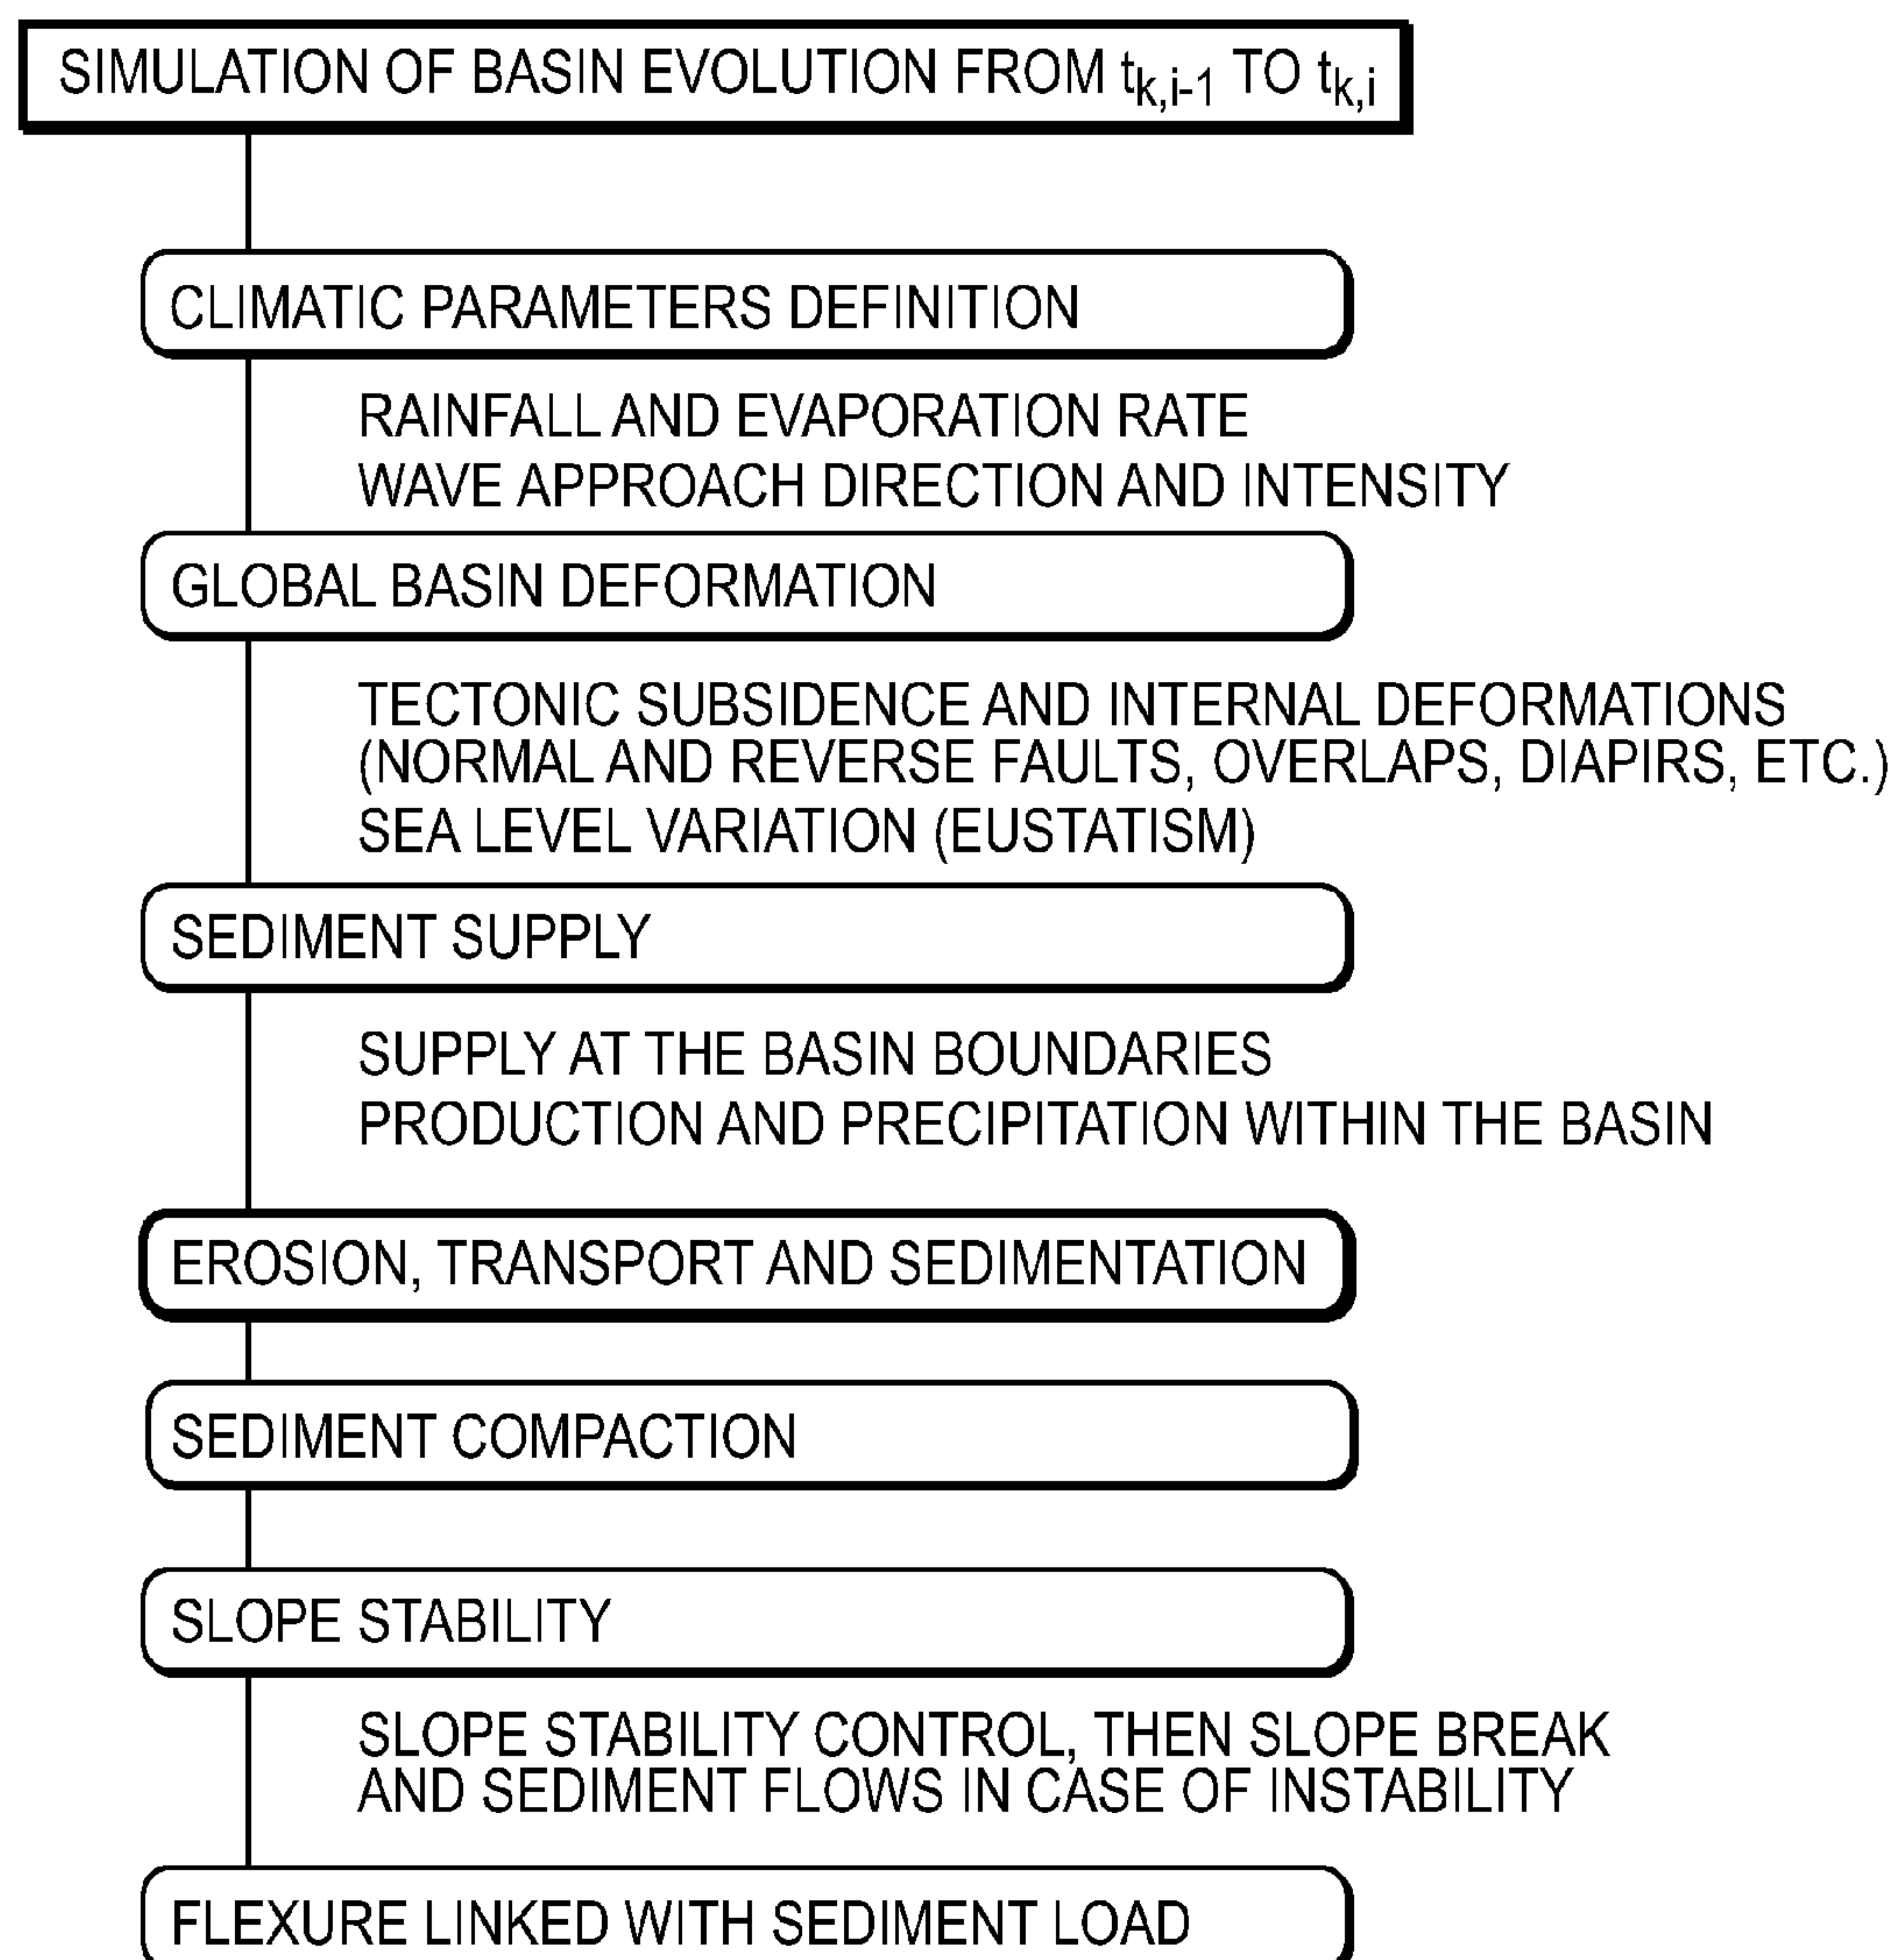 SIMULATION OF BASIN EVOLUTION FROM tk,i-1 TO tk,i
CLIMATIC PARAMETERS DEFINITION
RAINFALL AND EVAPORATION RATE
WAVE APPROACH DIRECTION AND INTENSITY
GLOBAL BASIN DEFORMATION
TECTONIC SUBSIDENCE AND INTERNAL DEFORMATIONS
(NORMAL AND REVERSE FAULTS, OVERLAPS, DIAPIRS, ETC.)
SEA LEVEL VARIATION (EUSTATISM)
SEDIMENT SUPPLY
SUPPLY AT THE BASIN BOUNDARIES
PRODUCTION AND PRECIPITATION WITHIN THE BASIN
EROSION, TRANSPORT AND SEDIMENTATION
SEDIMENT COMPACTION
SLOPE STABILITY
SLOPE STABILITY CONTROL, THEN SLOPE BREAK
AND SEDIMENT FLOWS IN CASE OF INSTABILITY
FLEXURE LINKED WITH SEDIMENT LOAD